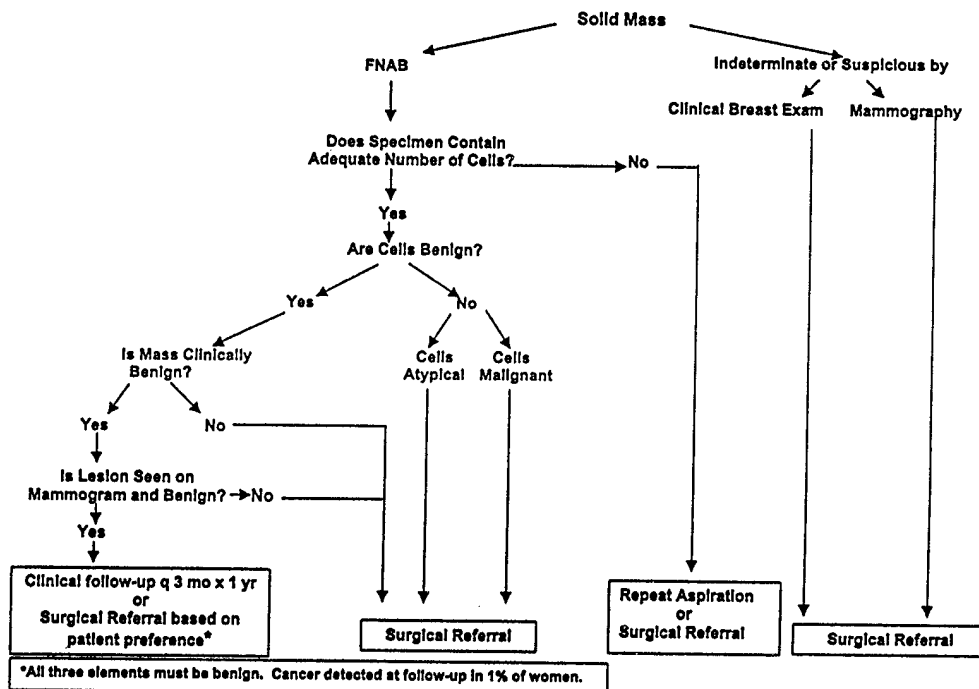 Solid Mass
FNAB
Indeterminate or Suspicious by
Clinical Breast Exam
Mammography
Does Specimen Contain
Adequate Number of Cells?
No
Yes
Are Cells Benign?
Yes
No
Is Mass Clinically
Benign?
Cells
Atypical
Cells
Malignant
Yes
No
Is Lesion Seen on
Mammogram and Benign?
No
Yes
Clinical follow-up q 3 mo x 1 yr
or
Surgical Referral based on
patient preference*
Surgical Referral
Repeat Aspiration
or
Surgical Referral
Surgical Referral
*All three elements must be benign. Cancer detected at follow-up in 1% of women.